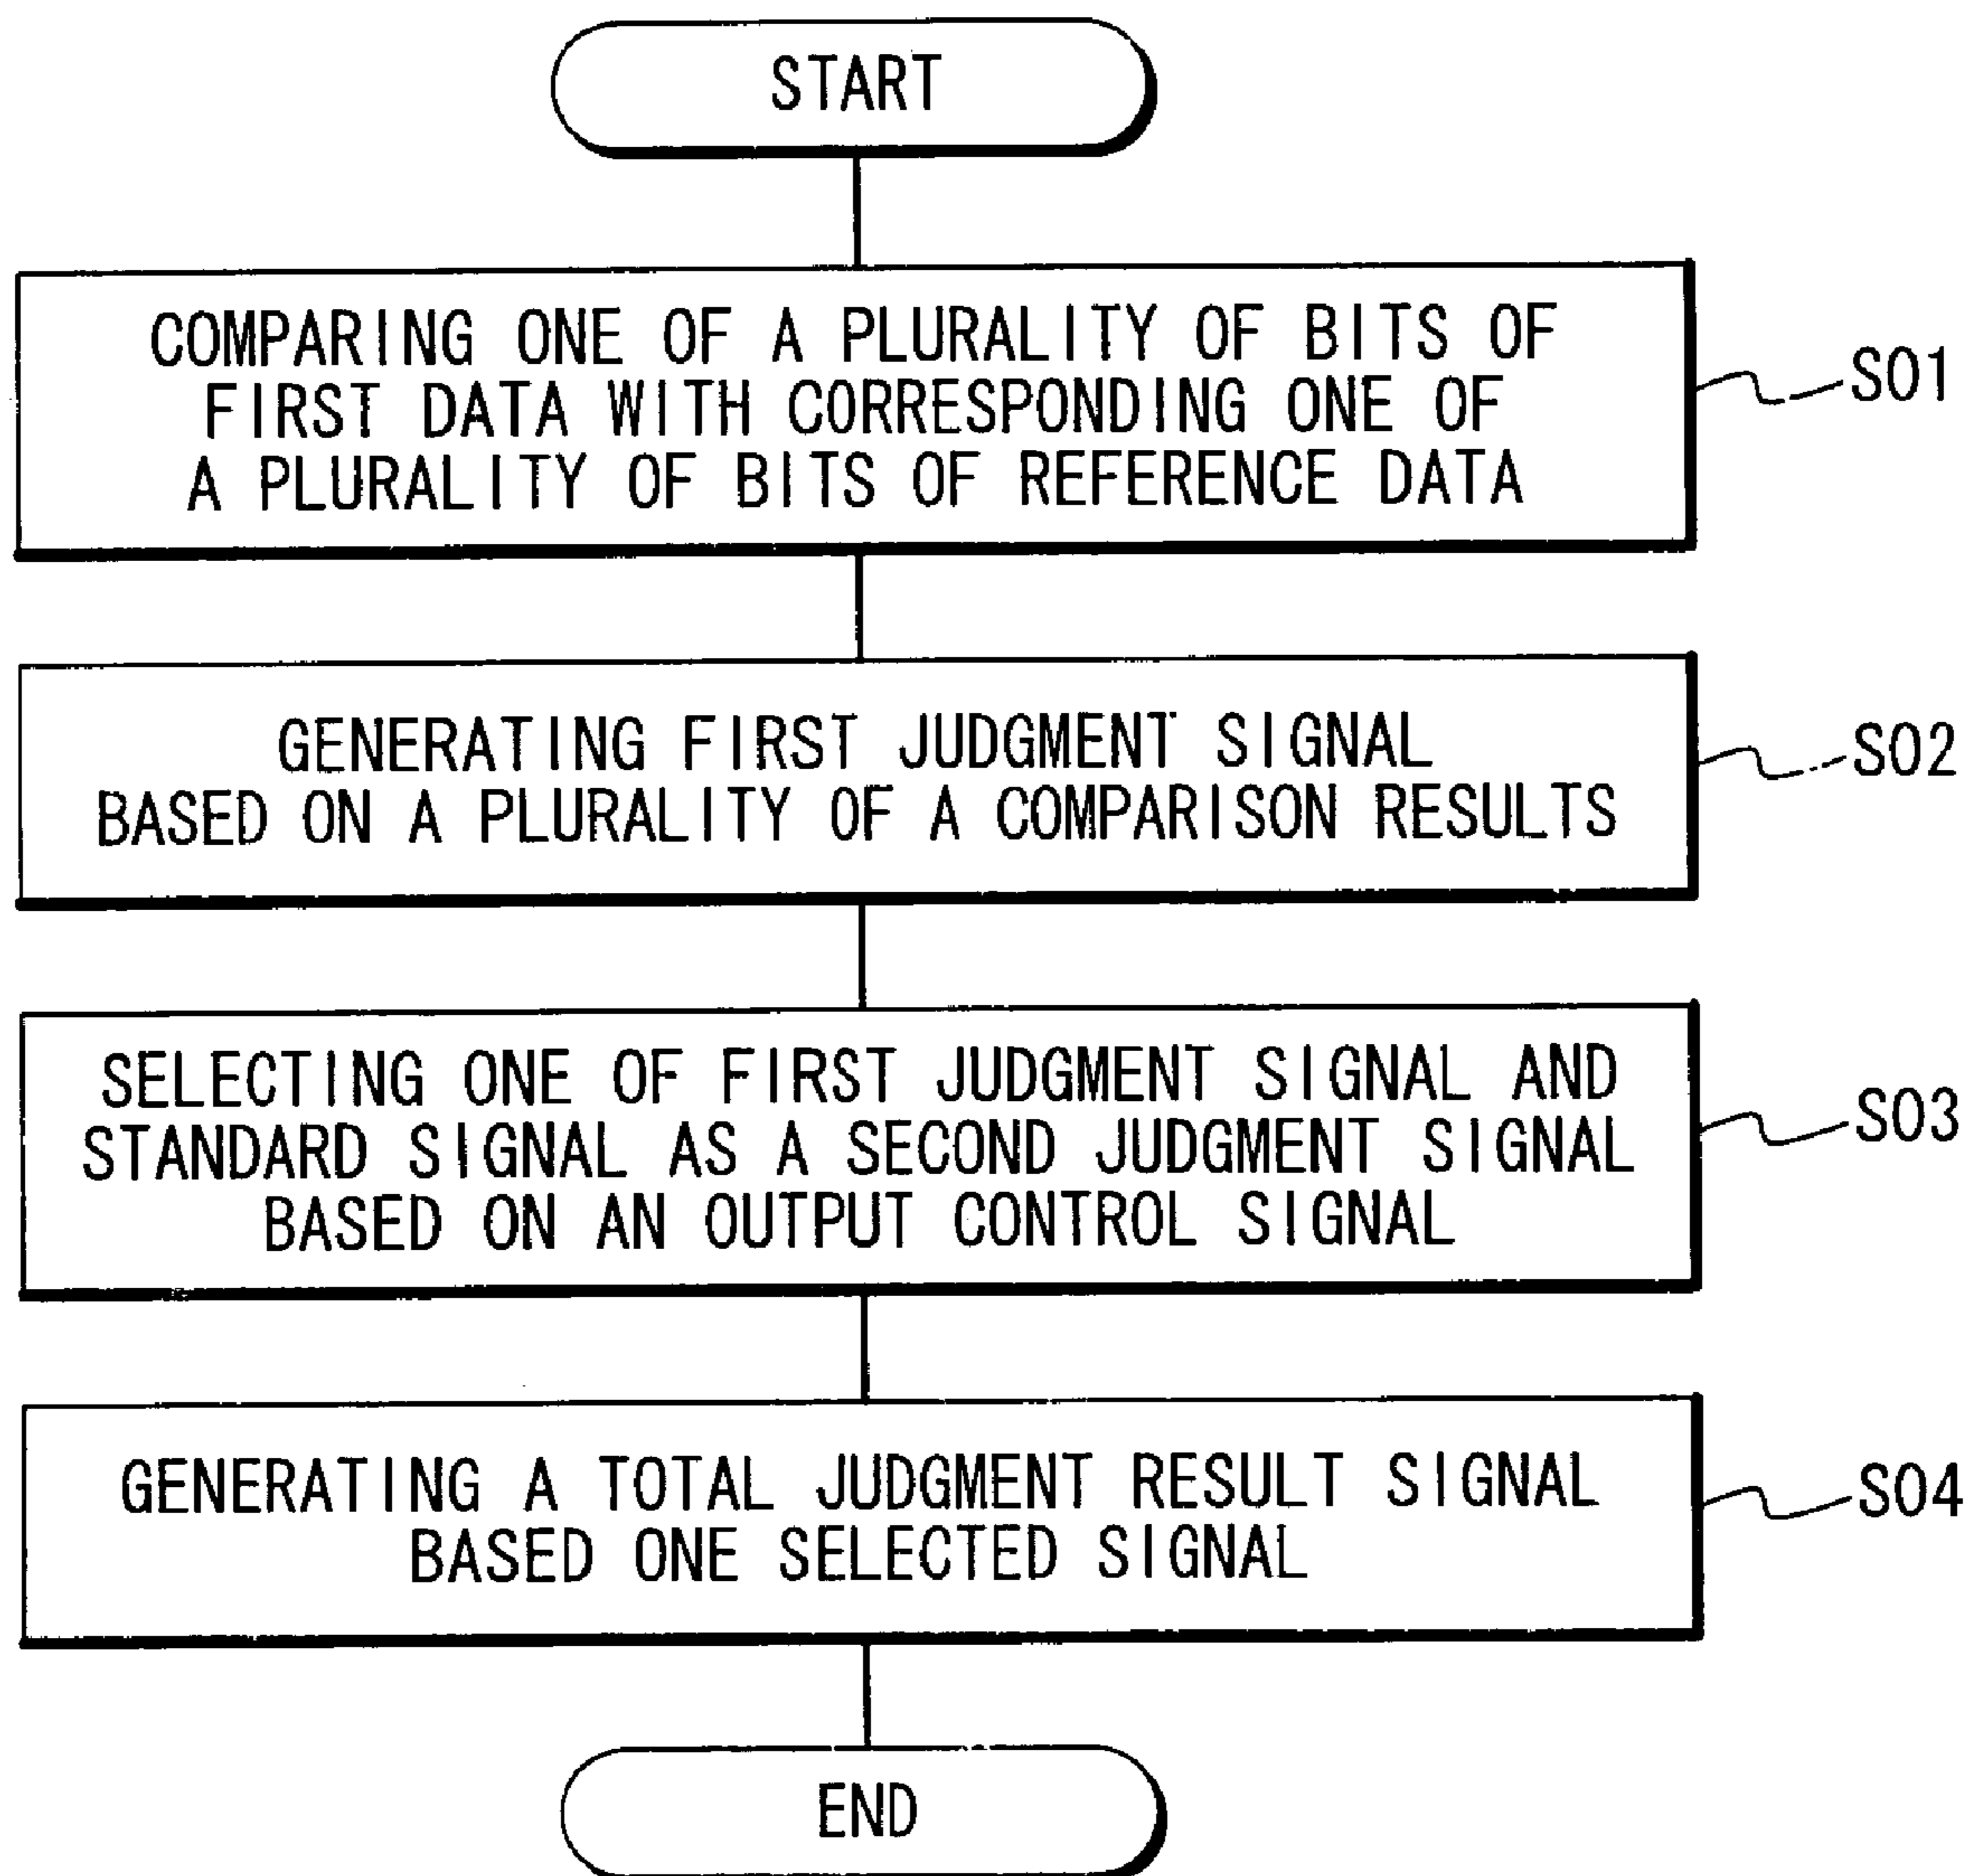 START
COMPARING ONE OF A PLURALITY OF BITS OF
FIRST DATA WITH CORRESPONDING ONE OF
A PLURALITY OF BITS OF REFERENCE DATA
S01
GENERATING FIRST JUDGMENT SIGNAL
BASED ON A PLURALITY OF A COMPARISON RESULTS
S02
SELECTING ONE OF FIRST JUDGMENT SIGNAL AND
STANDARD SIGNAL AS A SECOND JUDGMENT SIGNAL
BASED ON AN OUTPUT CONTROL SIGNAL
S03
GENERATING A TOTAL JUDGMENT RESULT SIGNAL
BASED ONE SELECTED SIGNAL
S04
END